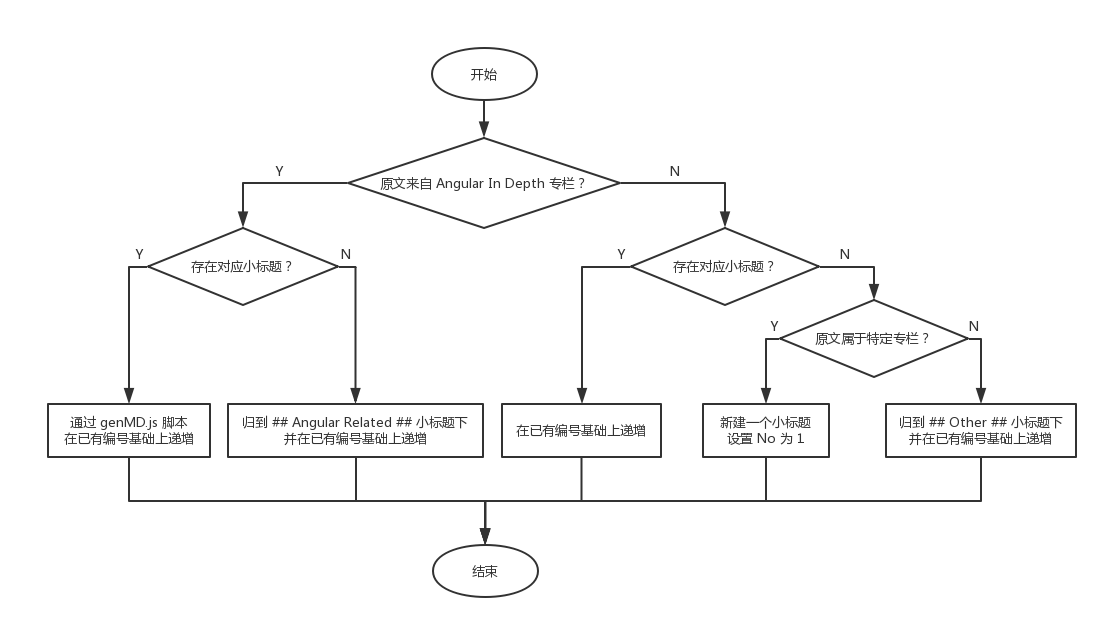 开始
原文来自 Angular In Depth 专栏？
Y
N
存在对应小标题？
Y
N
存在对应小标题？
Y
N
原文属于特定专栏？
Y
N
通过 genMD.js 脚本
在已有编号基础上递增
归到 ## Angular Related ## 小标题下
并在已有编号基础上递增
在已有编号基础上递增
新建一个小标题
设置 No 为 1
归到 ## Other ## 小标题下
并在已有编号基础上递增
结束